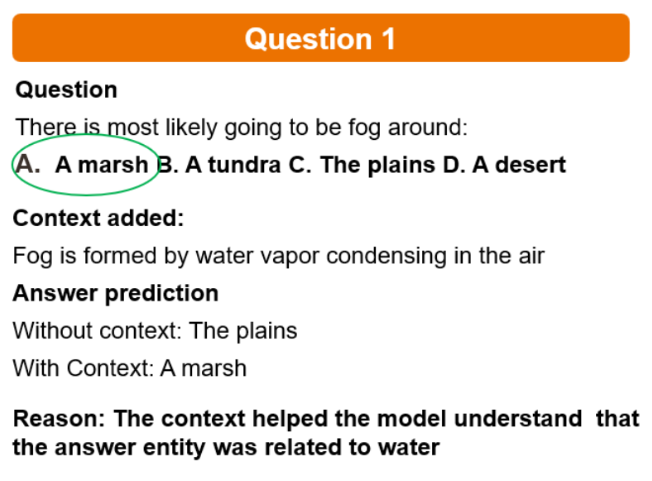 Question 1
Question
There is most likely going to be fog around:
A. A marsh B. A tundra C. The plains D. A desert
Context added:
Fog is formed by water vapor condensing in the air
Answer prediction
Without context: The plains
With Context: A marsh
Reason: The context helped the model understand that
the answer entity was related to water